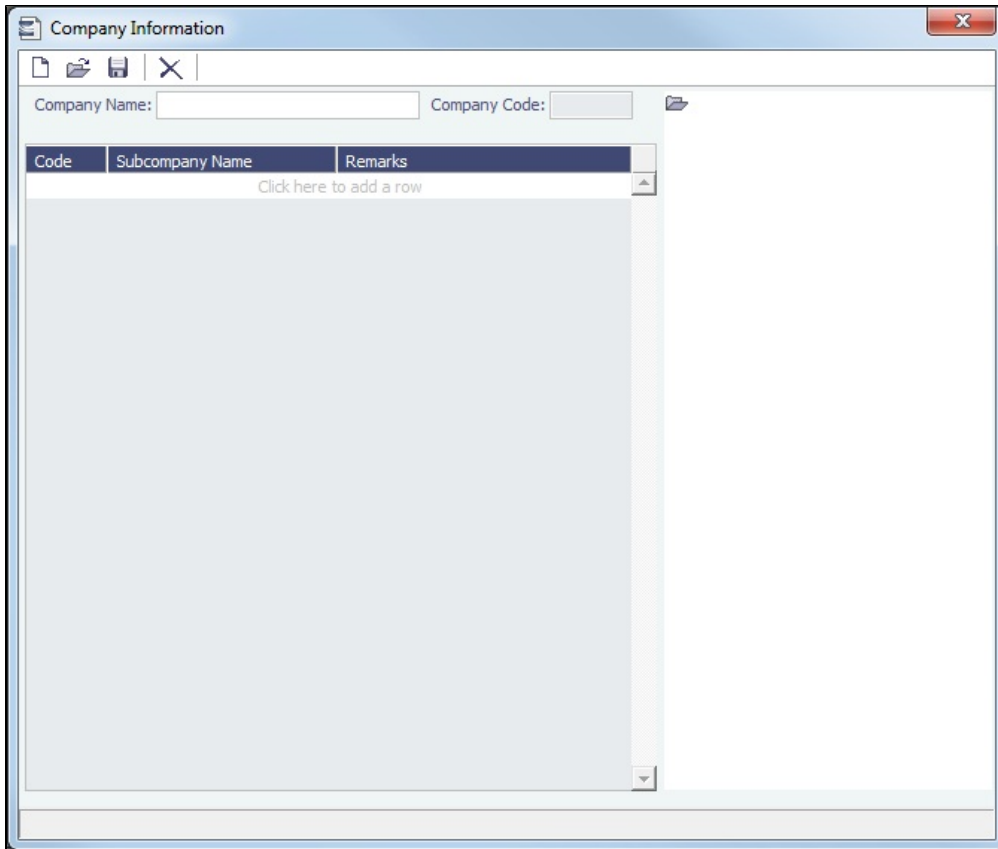 Company Information
Company Name: Company Code:
Code Subcompany Name Remarks
Click here to add a row